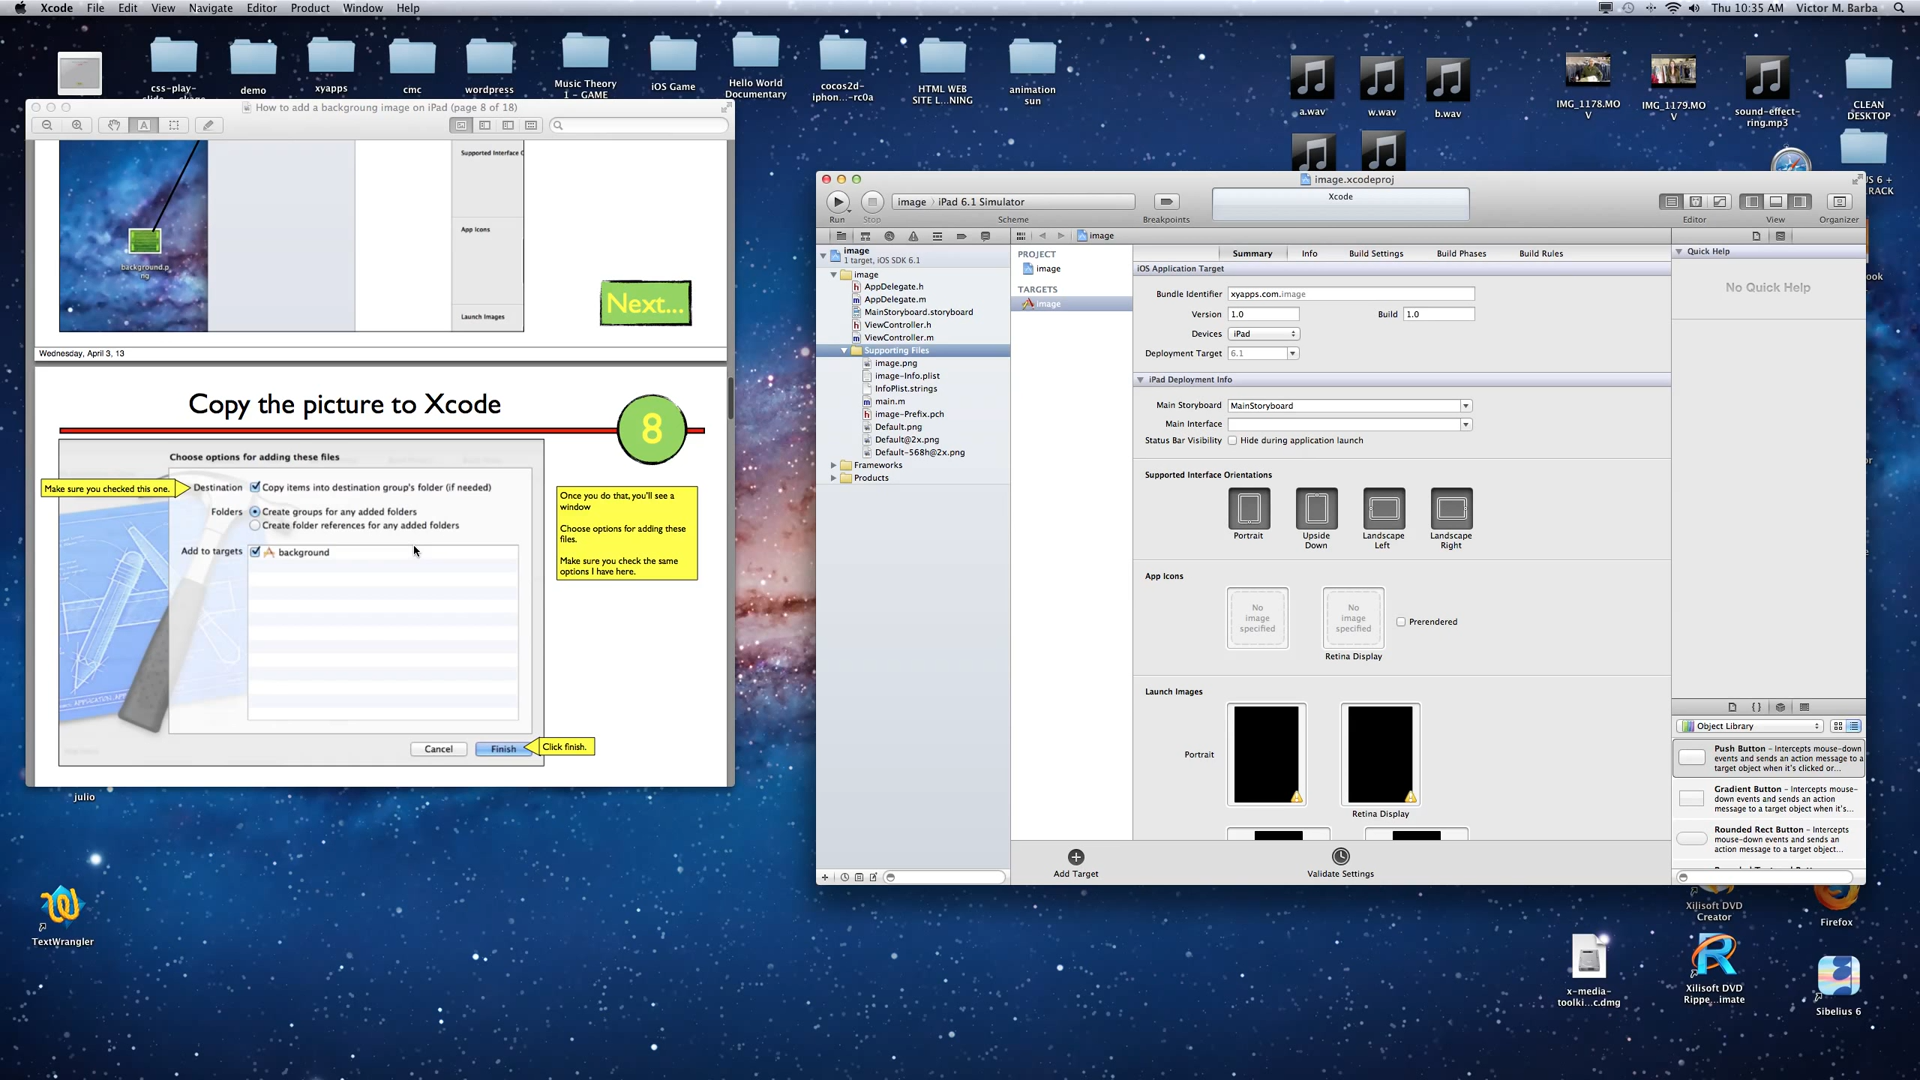 Xcode File Edit View Navigate Editor Product Window Help
Thu 10:35 AM Victor M. Barba
css-play-
demo
xyapps
cmc
wordpress
Music Theory
1 - GAME
iOS Game
Hello World
Documentary
cocos2d-
iphon...-rc0a
HTML WEB
SITE L...NING
animation
sun
a.wav
w.wav
b.wav
IMG_1178.MO
V
IMG_1179.MO
V
sound-effect-
ring.mp3
CLEAN
DESKTOP
How to add a backgroung image on iPad (page 8 of 18)
Supported Interface
App Icons
background.p
ng
Launch Images
Next...
Wednesday, April 3, 13
Copy the picture to Xcode
8
Choose options for adding these files
Make sure you checked this one.
Destination
Copy items into destination group's folder (if needed)
Folders
Create groups for any added folders
Create folder references for any added folders
Add to targets
background
Once you do that, you'll see a
window
Choose options for adding these
files.
Make sure you check the same
options I have here.
Cancel
Finish
Click finish.
julio
TextWrangler
image.xcodeproj
Run
Stop
image
iPad 6.1 Simulator
Scheme
Breakpoints
Xcode
Editor
View
Organizer
image
1 target, iOS SDK 6.1
image
AppDelegate.h
AppDelegate.m
MainStoryboard.storyboard
ViewController.h
ViewController.m
Supporting Files
image.png
image-Info.plist
InfoPlist.strings
main.m
image-Prefix.pch
Default.png
Default@2x.png
Default-568h@2x.png
Frameworks
Products
image
PROJECT
image
TARGETS
image
Summary Info Build Settings Build Phases Build Rules
iOS Application Target
Bundle Identifier xyapps.com.image
Version 1.0 Build 1.0
Devices iPad
Deployment Target 6.1
iPad Deployment Info
Main Storyboard MainStoryboard
Main Interface
Status Bar Visibility Hide during application launch
Supported Interface Orientations
Portrait
Upside
Down
Landscape
Left
Landscape
Right
App Icons
No
image
specified
No
image
specified
Prerendered
Retina Display
Launch Images
Portrait
Retina Display
Add Target
Validate Settings
Quick Help
No Quick Help
Object Library
Push Button - Intercepts mouse-down
events and sends an action message to a
target object when it's clicked or...
Gradient Button - Intercepts mouse-
down events and sends an action
message to a target object when it's...
Rounded Rect Button - Intercepts
mouse-down events and sends an
action message to a target object...
Xilisoft DVD
Creator
Firefox
x-media-
toolki...c.dmg
Xilisoft DVD
Rippe...imate
Sibelius 6